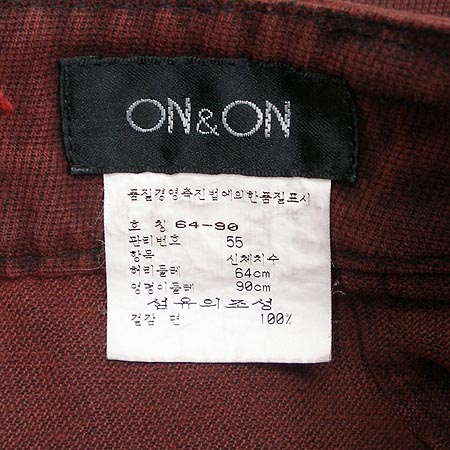 ON&ON
품질경영촉진법에의한품질표시
호 칭 64-90
관리번호 55
항목 신체치수
허리둘레 64cm
엉덩이둘레 90cm
섬유의조성
겉감 면 100%